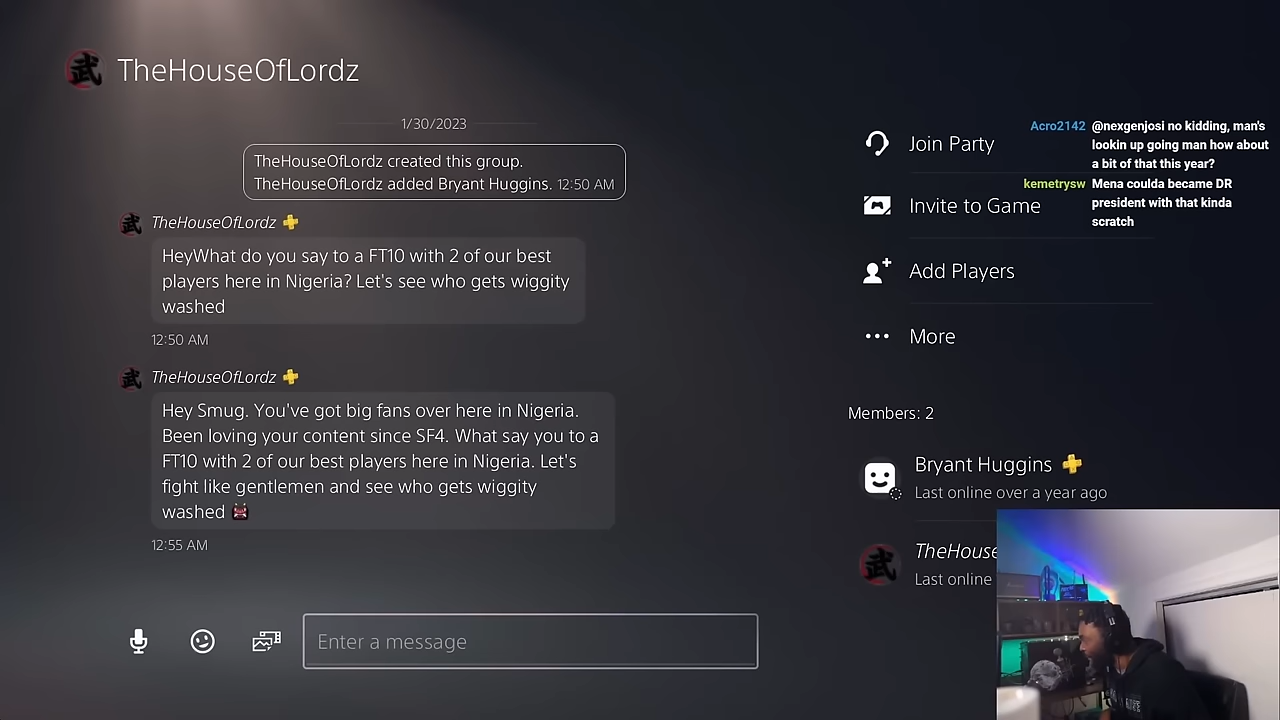 武 TheHouseOfLordz
1/30/2023
TheHouseOfLordz created this group.
TheHouseOfLordz added Bryant Huggins. 12:50 AM
TheHouseOfLordz
HeyWhat do you say to a FT10 with 2 of our best
players here in Nigeria? Let's see who gets wiggity
washed
12:50 AM
TheHouseOfLordz
Hey Smug. You've got big fans over here in Nigeria.
Been loving your content since SF4. What say you to a
FT10 with 2 of our best players here in Nigeria. Let's
fight like gentlemen and see who gets wiggity
washed
12:55 AM
Enter a message
Join Party
Invite to Game
Add Players
More
Members: 2
Bryant Huggins
Last online over a year ago
武 TheHouse
Last online
Acro2142 @nexgenjosi no kidding, man's
lookin up going man how about
a bit of that this year?
kemetrysw Mena coulda became DR
president with that kinda
scratch